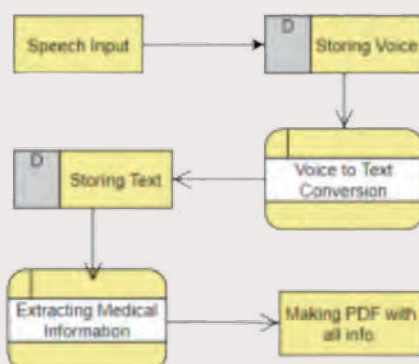 Speech Input
D
Storing Voice
Voice to Text
Conversion
D
Storing Text
Extracting Medical
Information
Making PDF with
all info